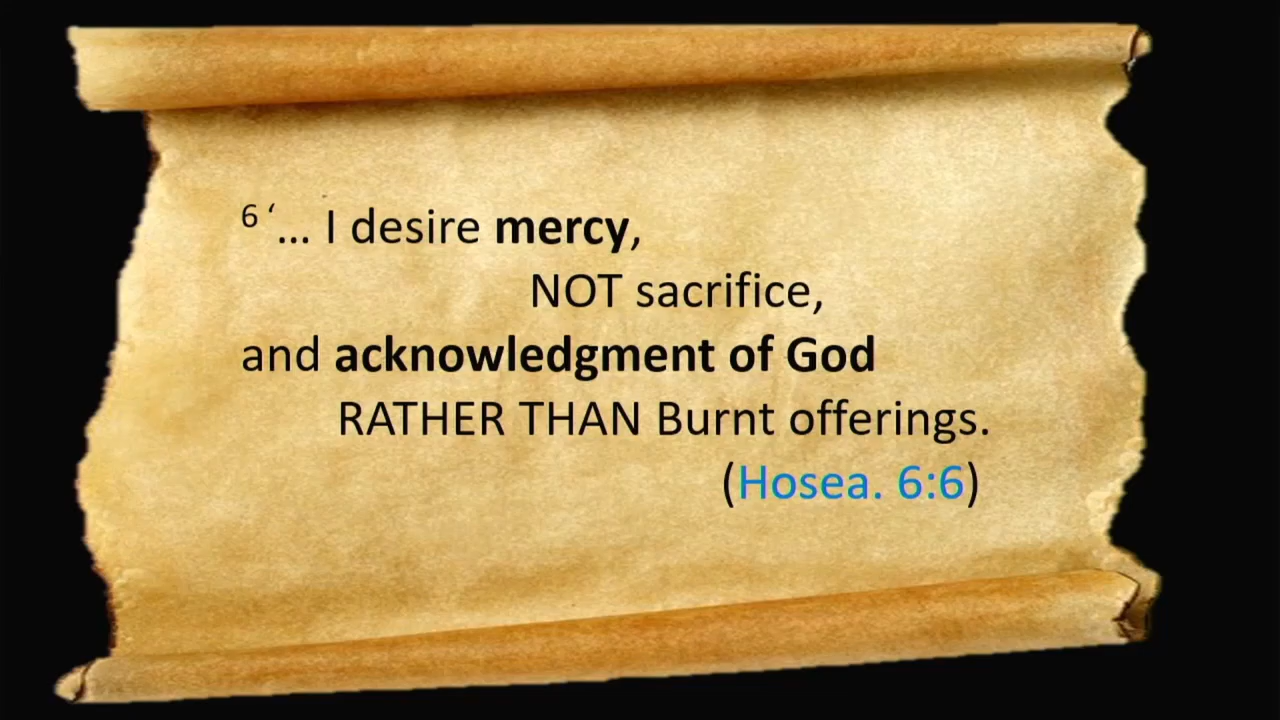 6 ‘... I desire mercy,
NOT sacrifice,
and acknowledgment of God
RATHER THAN Burnt offerings.
(Hosea. 6:6)